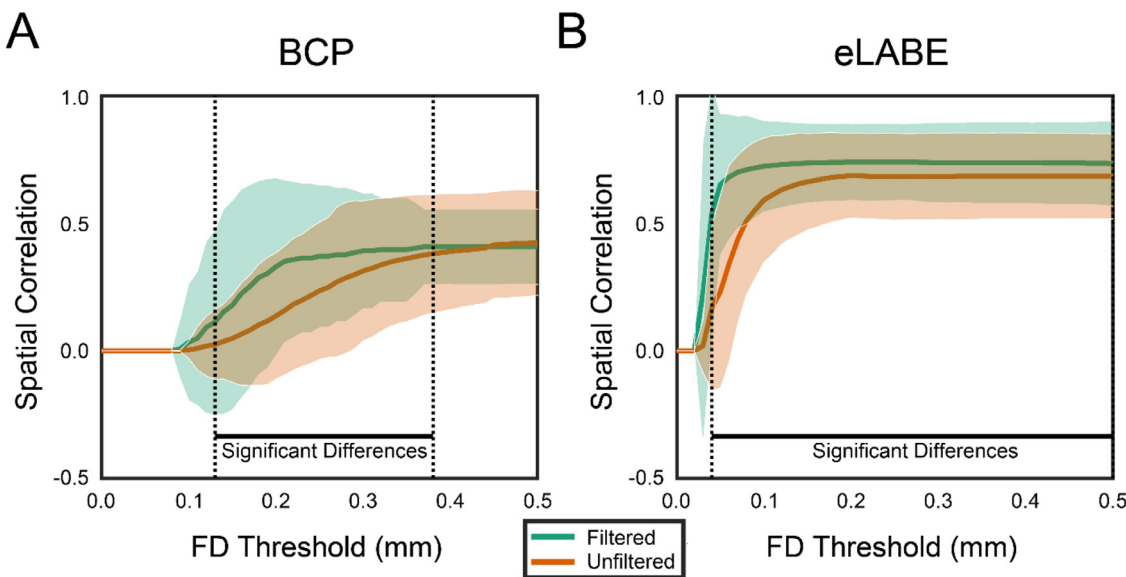 A
BCP
Spatial Correlation
1.0
0.5
0.0
-0.5
Significant Differences
0.0 0.1 0.2 0.3 0.4 0.5
FD Threshold (mm)
B
eLABE
Spatial Correlation
1.0
0.5
0.0
-0.5
Significant Differences
0.0 0.1 0.2 0.3 0.4 0.5
FD Threshold (mm)
Filtered
Unfiltered